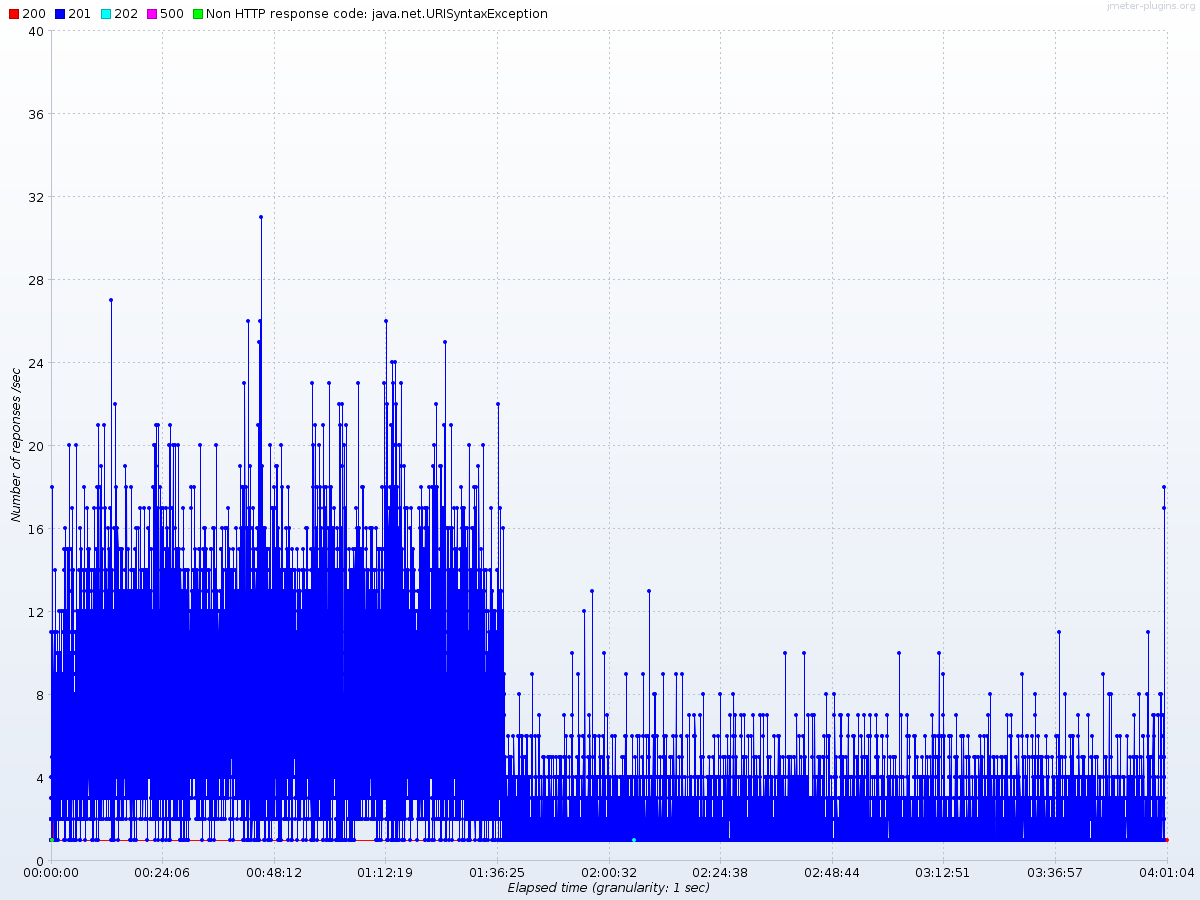 200 201 202 500 Non HTTP response code: java.net.URISyntaxException
jmeter-plugins.org
40
36
32
28
24
20
16
12
8
4
0
Number of reponses /sec
00:00:00 00:24:06 00:48:12 01:12:19 01:36:25 02:00:32 02:24:38 02:48:44 03:12:51 03:36:57 04:01:04
Elapsed time (granularity: 1 sec)